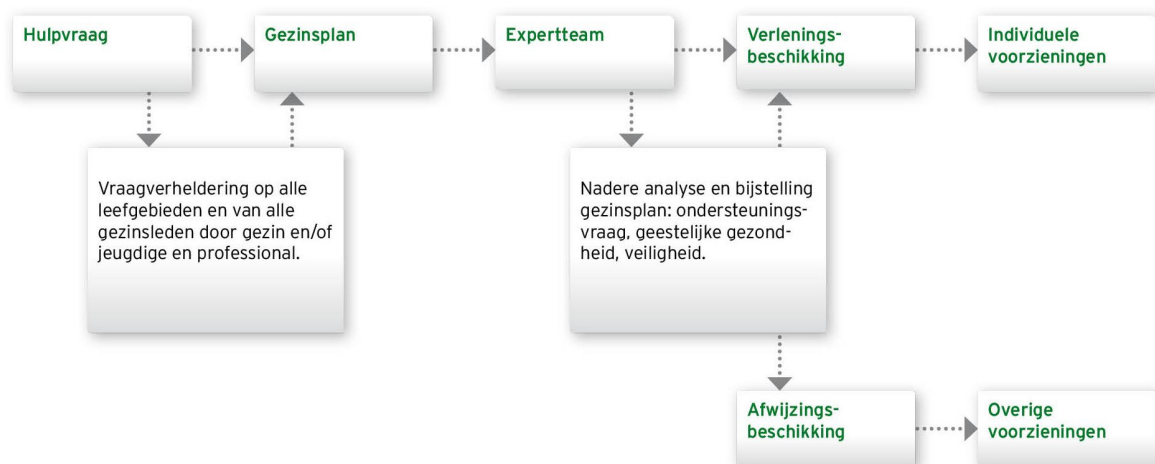 Hulpvraag
Gezinsplan
Expertteam
Verlenings-
beschikking
Individuele
voorzieningen
Vraagverheldering op alle
leefgebieden en van alle
gezinsleden door gezin en/of
jeugdige en professional.
Nadere analyse en bijstelling
gezinsplan: ondersteunings-
vraag, geestelijke gezond-
heid, veiligheid.
Afwijzings-
beschikking
Overige
voorzieningen